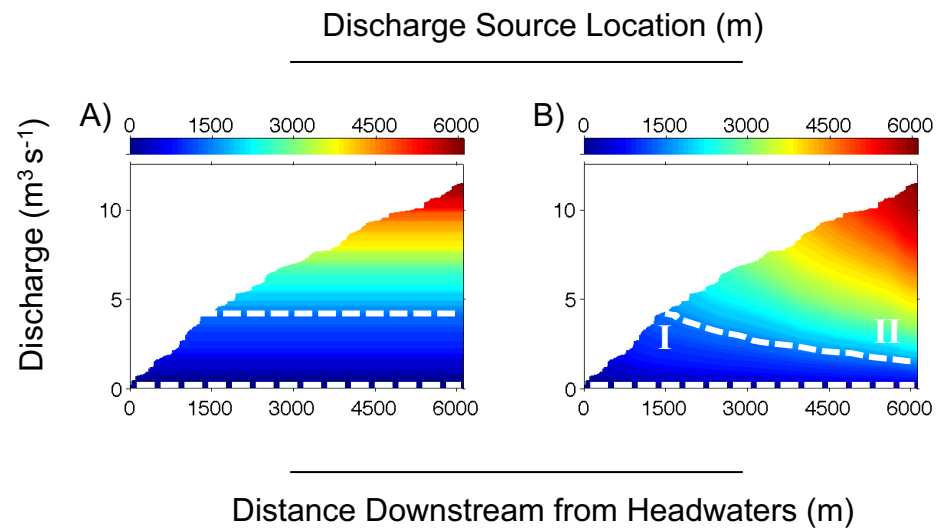 Discharge Source Location (m)
A) 0 1500 3000 4500 6000
B) 0 1500 3000 4500 6000
Discharge (m³ s⁻¹)
10
5
0
0 1500 3000 4500 6000
10
5
0
I
II
0 1500 3000 4500 6000
Distance Downstream from Headwaters (m)